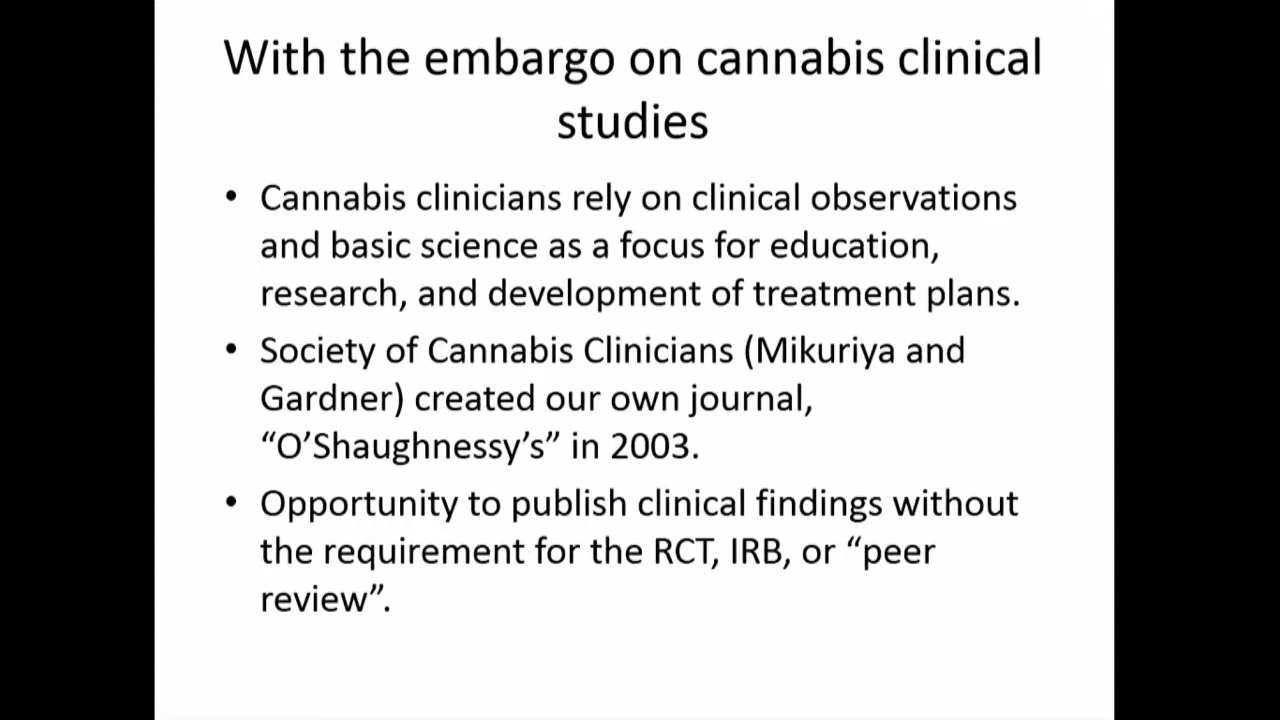 With the embargo on cannabis clinical
studies
• Cannabis clinicians rely on clinical observations
and basic science as a focus for education,
research, and development of treatment plans.
• Society of Cannabis Clinicians (Mikuriya and
Gardner) created our own journal,
“O’Shaughnessy’s” in 2003.
• Opportunity to publish clinical findings without
the requirement for the RCT, IRB, or “peer
review”.